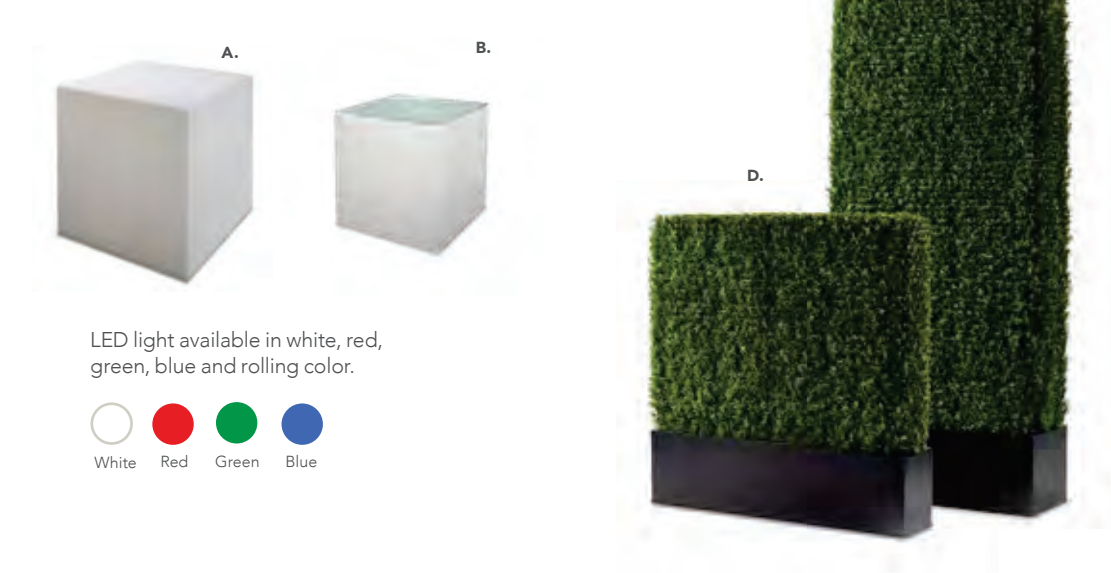 A.
B.
D.
LED light available in white, red,
green, blue and rolling color.
White Red Green Blue